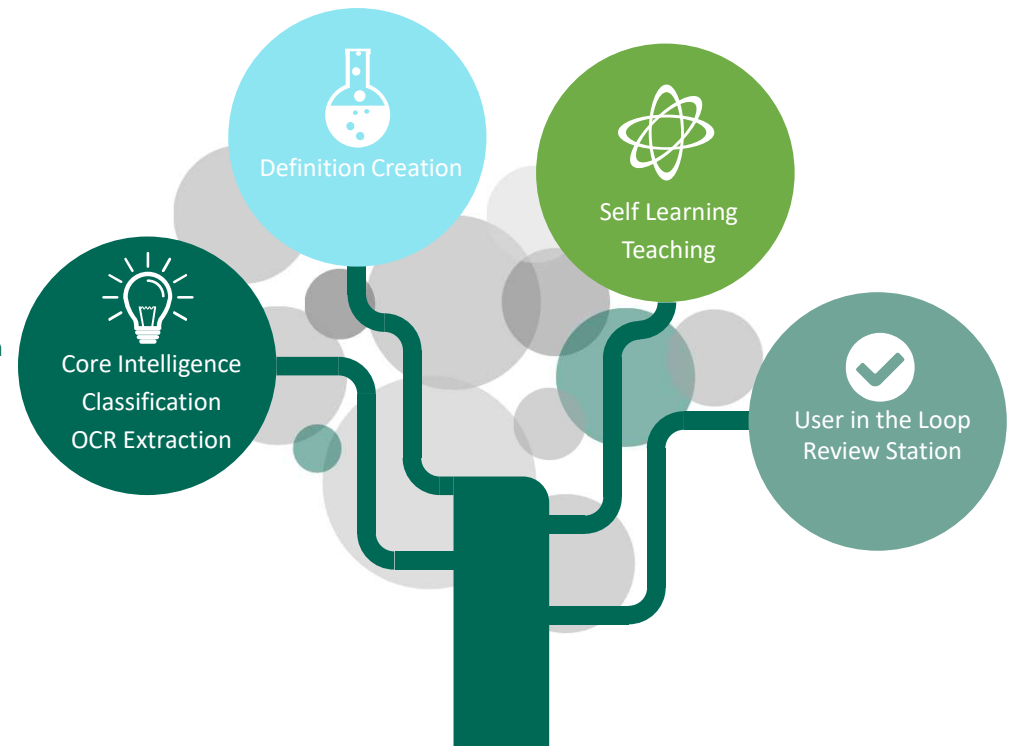 Definition Creation
Self Learning
Teaching
Core Intelligence
Classification
OCR Extraction
User in the Loop
Review Station